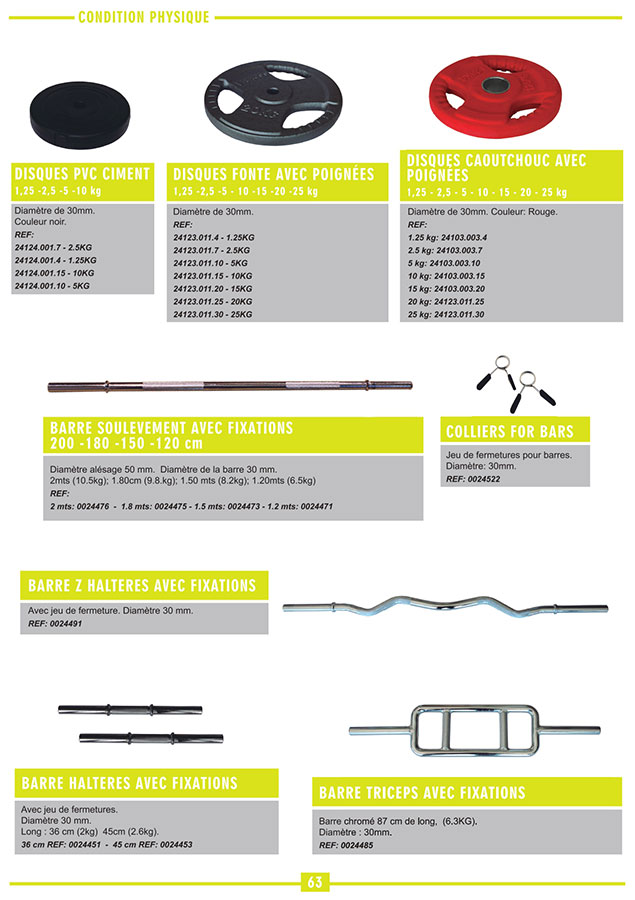 CONDITION PHYSIQUE
20KG
DISQUES PVC CIMENT
1,25 -2,5 -5 -10 kg
Diamètre de 30mm.
Couleur noir.
REF:
24124.001.7 - 2.5KG
24124.001.4 - 1.25KG
24124.001.15 - 10KG
24124.001.10 - 5KG
DISQUES FONTE AVEC POIGNÉES
1,25 -2,5 -5 - 10 -15 -20 -25 kg
Diamètre de 30mm.
REF:
24123.011.4 - 1.25KG
24123.011.7 - 2.5KG
24123.011.10 - 5KG
24123.011.15 - 10KG
24123.011.20 - 15KG
24123.011.25 - 20KG
24123.011.30 - 25KG
DISQUES CAOUTCHOUC AVEC
POIGNEES
1,25 - 2,5 - 5 - 10 - 15 - 20 - 25 kg
Diamètre de 30mm. Couleur: Rouge.
REF:
1.25 kg: 24103.003.4
2.5 kg: 24103.003.7
5 kg: 24103.003.10
10 kg: 24103.003.15
15 kg: 24103.003.20
20 kg: 24123.011.25
25 kg: 24123.011.30
BARRE SOULEVEMENT AVEC FIXATIONS
200 -180 -150 -120 cm
Diamètre alésage 50 mm. Diamètre de la barre 30 mm.
2mts (10.5kg); 1.80cm (9.8.kg); 1.50 mts (8.2kg); 1.20mts (6.5kg)
REF:
2 mts: 0024476 - 1.8 mts: 0024475 - 1.5 mts: 0024473 - 1.2 mts: 0024471
COLLIERS FOR BARS
Jeu de fermetures pour barres.
Diamètre: 30mm.
REF: 0024522
BARRE Z HALTERES AVEC FIXATIONS
Avec jeu de fermeture. Diamètre 30 mm.
REF: 0024491
BARRE HALTERES AVEC FIXATIONS
Avec jeu de fermetures.
Diamètre 30 mm.
Long : 36 cm (2kg) 45cm (2.6kg).
36 cm REF: 0024451 - 45 cm REF: 0024453
BARRE TRICEPS AVEC FIXATIONS
Barre chromé 87 cm de long, (6.3KG).
Diamètre : 30mm.
REF: 0024485
63